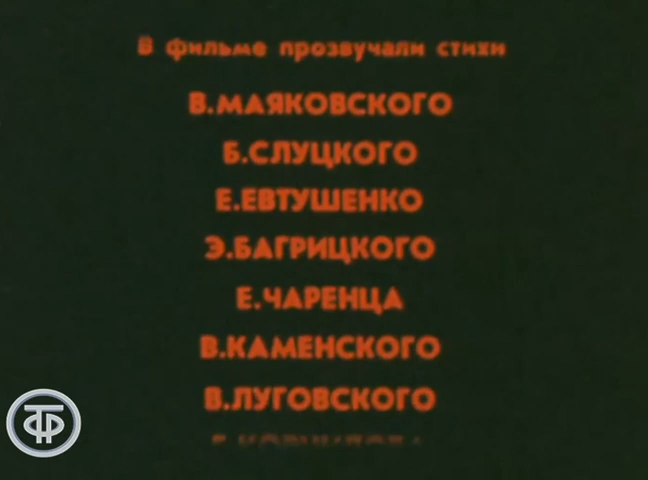 В фильме прозвучали стихи
В.МАЯКОВСКОГО
Б.СЛУЦКОГО
Е.ЕВТУШЕНКО
Э.БАГРИЦКОГО
Е.ЧАРЕНЦА
В.КАМЕНСКОГО
В.ЛУГОВСКОГО